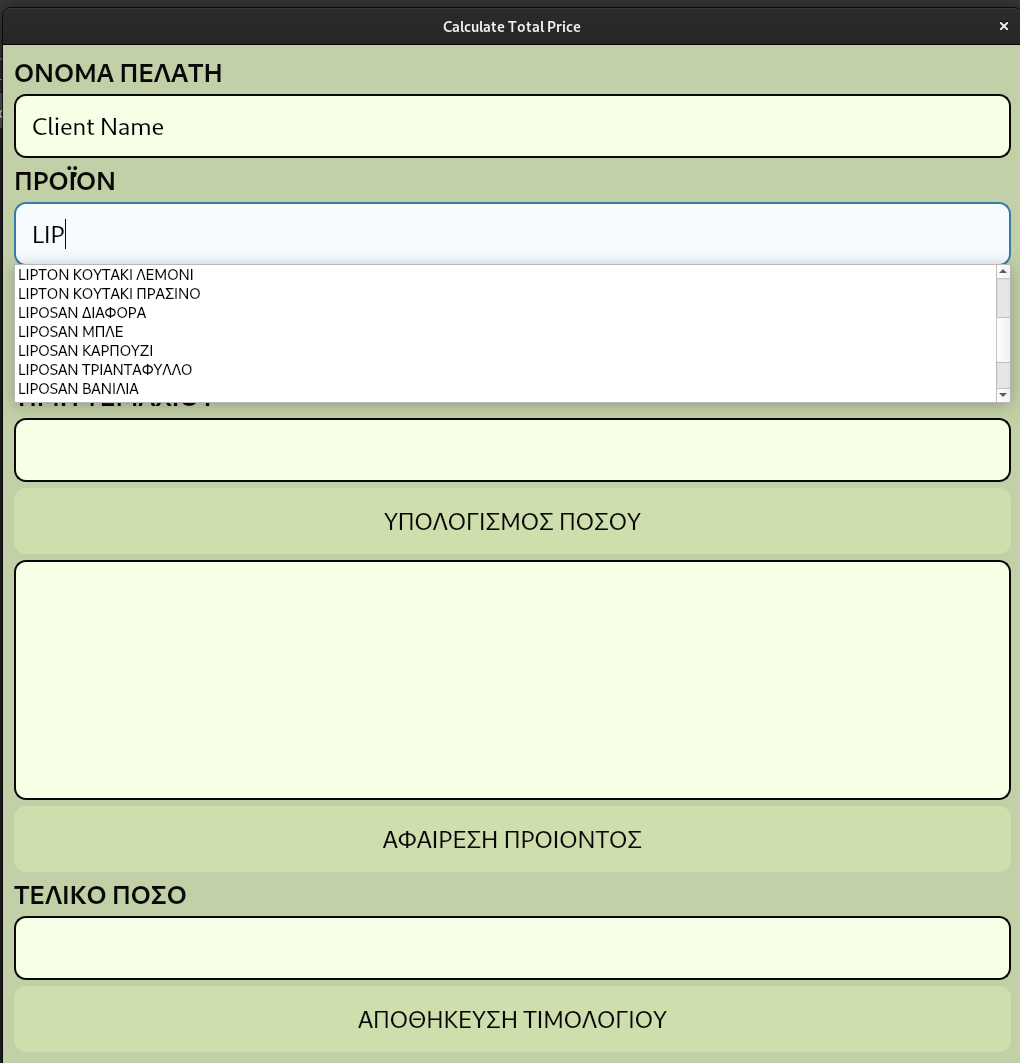 Calculate Total Price
ΟΝΟΜΑ ΠΕΛΑΤΗ
Client Name
ΠΡΟΪΟΝ
LIP
LIPTON ΚΟΥΤΑΚΙ ΛΕΜΟΝΙ
LIPTON ΚΟΥΤΑΚΙ ΠΡΑΣΙΝΟ
LIPOSAN ΔΙΑΦΟΡΑ
LIPOSAN ΜΠΛΕ
LIPOSAN ΚΑΡΠΟΥΖΙ
LIPOSAN ΤΡΙΑΝΤΑΦΥΛΛΟ
LIPOSAN ΒΑΝΙΛΙΑ
ΥΠΟΛΟΓΙΣΜΟΣ ΠΟΣΟΥ
ΑΦΑΙΡΕΣΗ ΠΡΟΙΟΝΤΟΣ
ΤΕΛΙΚΟ ΠΟΣΟ
ΑΠΟΘΗΚΕΥΣΗ ΤΙΜΟΛΟΓΙΟΥ